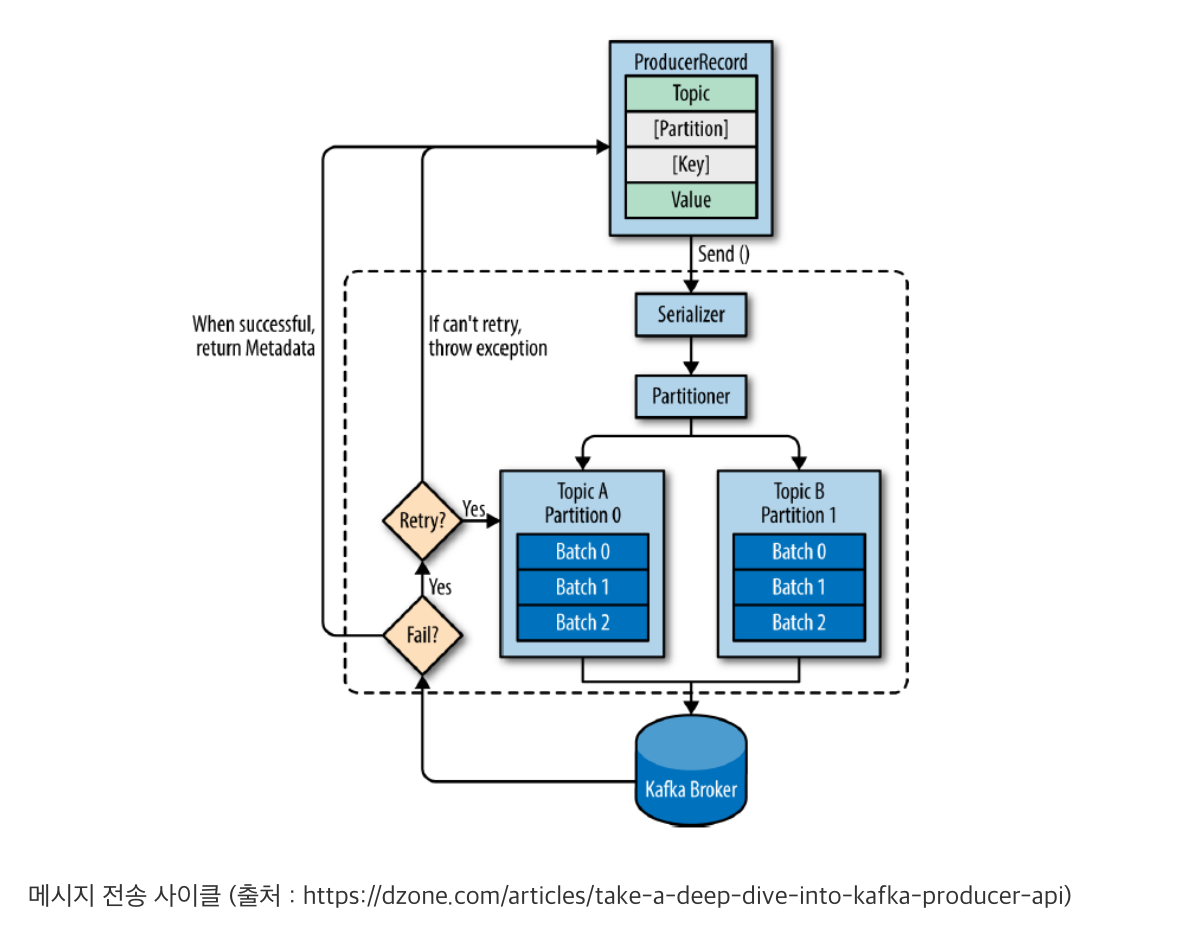 ProducerRecord
Topic
[Partition]
[Key]
Value
Send ()
Serializer
When successful,
return Metadata
If can't retry,
throw exception
Partitioner
Topic A
Partition 0
Batch 0
Batch 1
Batch 2
Topic B
Partition 1
Batch 0
Batch 1
Batch 2
Retry?
Yes
Yes
Fail?
Kafka Broker
메시지 전송 사이클 (출처 : https://dzone.com/articles/take-a-deep-dive-into-kafka-producer-api)